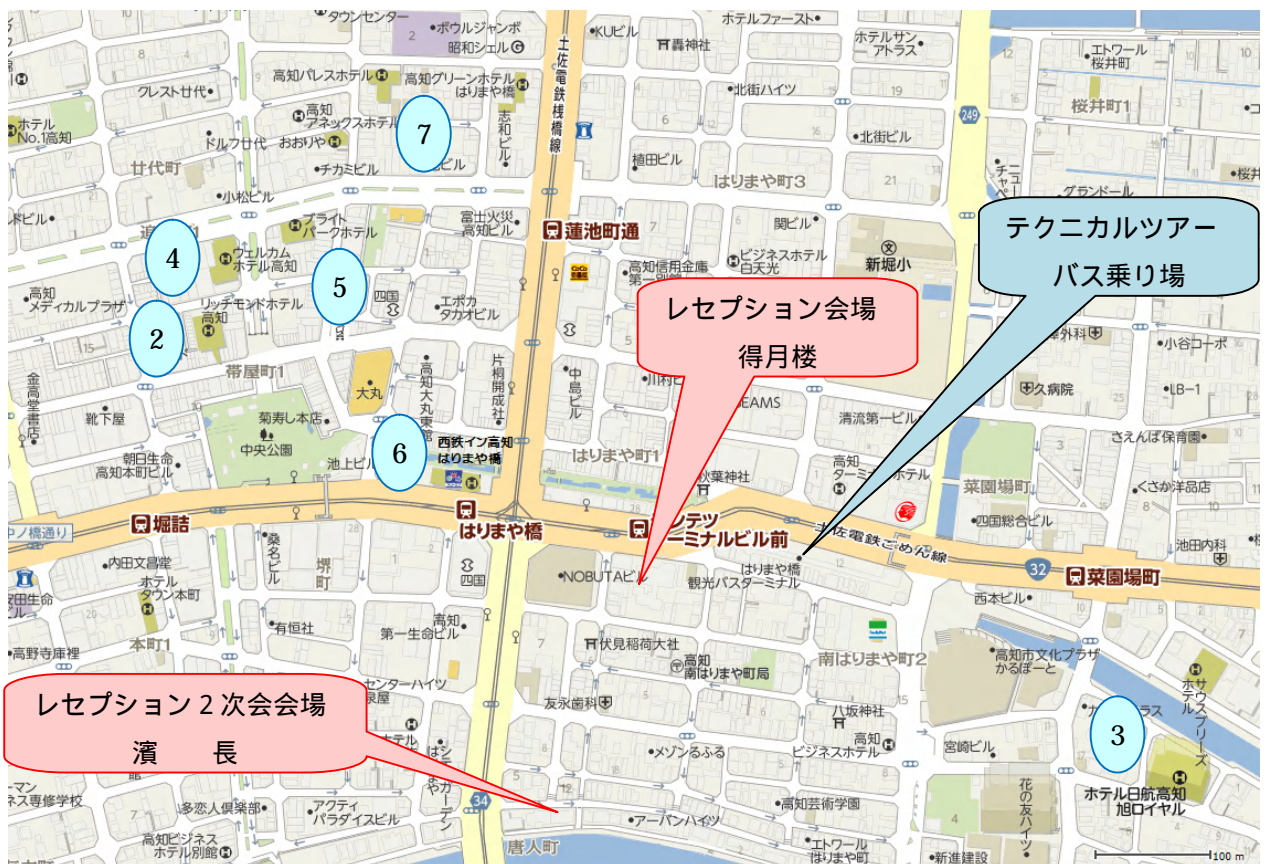 タウンセンター
2
ボウルジャンボ
昭和シェル
KUビル
ホテルファースト
轟神社
ホテルサン
アトラス
エトワール
桜井町
高知パレスホテル
高知グリーンホテル
はりまや橋
クレスト廿代
北街ハイツ
桜井町1
249
ホテル
No.1高知
高知
アネックスホテル
7
志和ビル
土佐電鉄桟橋線
ドルフ廿代
おおりや
北街ビル
廿代町
チカミビル
植田ビル
はりまや町3
小松ビル
グランドール
ブライト
パークホテル
富士火災
高知ビル
蓮池町通
関ビル
テクニカルツアー
バス乗り場
4
ウェルカム
ホテル高知
ビジネスホテル
白天光
新堀小
高知信用金庫
高知
メディカルプラザ
リッチモンドホテル
高知
5
四国
エポカ
タカオビル
レセプション会場
得月楼
2
帯屋町1
大丸
高知大丸東館
片桐開成社
中島ビル
久病院
小谷コーポ
LB-1
金高堂書店
靴下屋
菊寿し本店
中央公園
清流第一ビル
さえんば保育園
朝日生命
高知本町ビル
池上ビル
6
西鉄イン高知
はりまや橋
はりまや町1
秋葉神社
高知
ターミナルホテル
菜園場町
くさか洋品店
四国総合ビル
堀詰
はりまや橋
ーミナルビル前
土佐電鉄ごめん線
池田内科
内田文昌堂
桑名ビル
堺町
四国
NOBUTAビル
はりまや橋
観光バスターミナル
32
菜園場町
ホテル
タウン本町
西本ビル
有恒社
高知
第一生命ビル
本町1
高野寺庫裡
伏見稲荷大社
高知
南はりまや町局
南はりまや町2
高知市文化プラザ
かるぽーと
サウスブリーズ
ホテル
レセプション2次会会場
濱 長
センターハイツ
友永歯科
八坂神社
3
メゾンるふる
高知
ビジネスホテル
宮崎ビル
34
ホテル日航高知
旭ロイヤル
多恋人倶楽部
アクティ
パラダイスビル
アーバンハイツ
高知芸術学園
花の友ハイツ
高知ビジネス
ホテル別館
唐人町
エトワール
はりまや町
新進建設
100 m